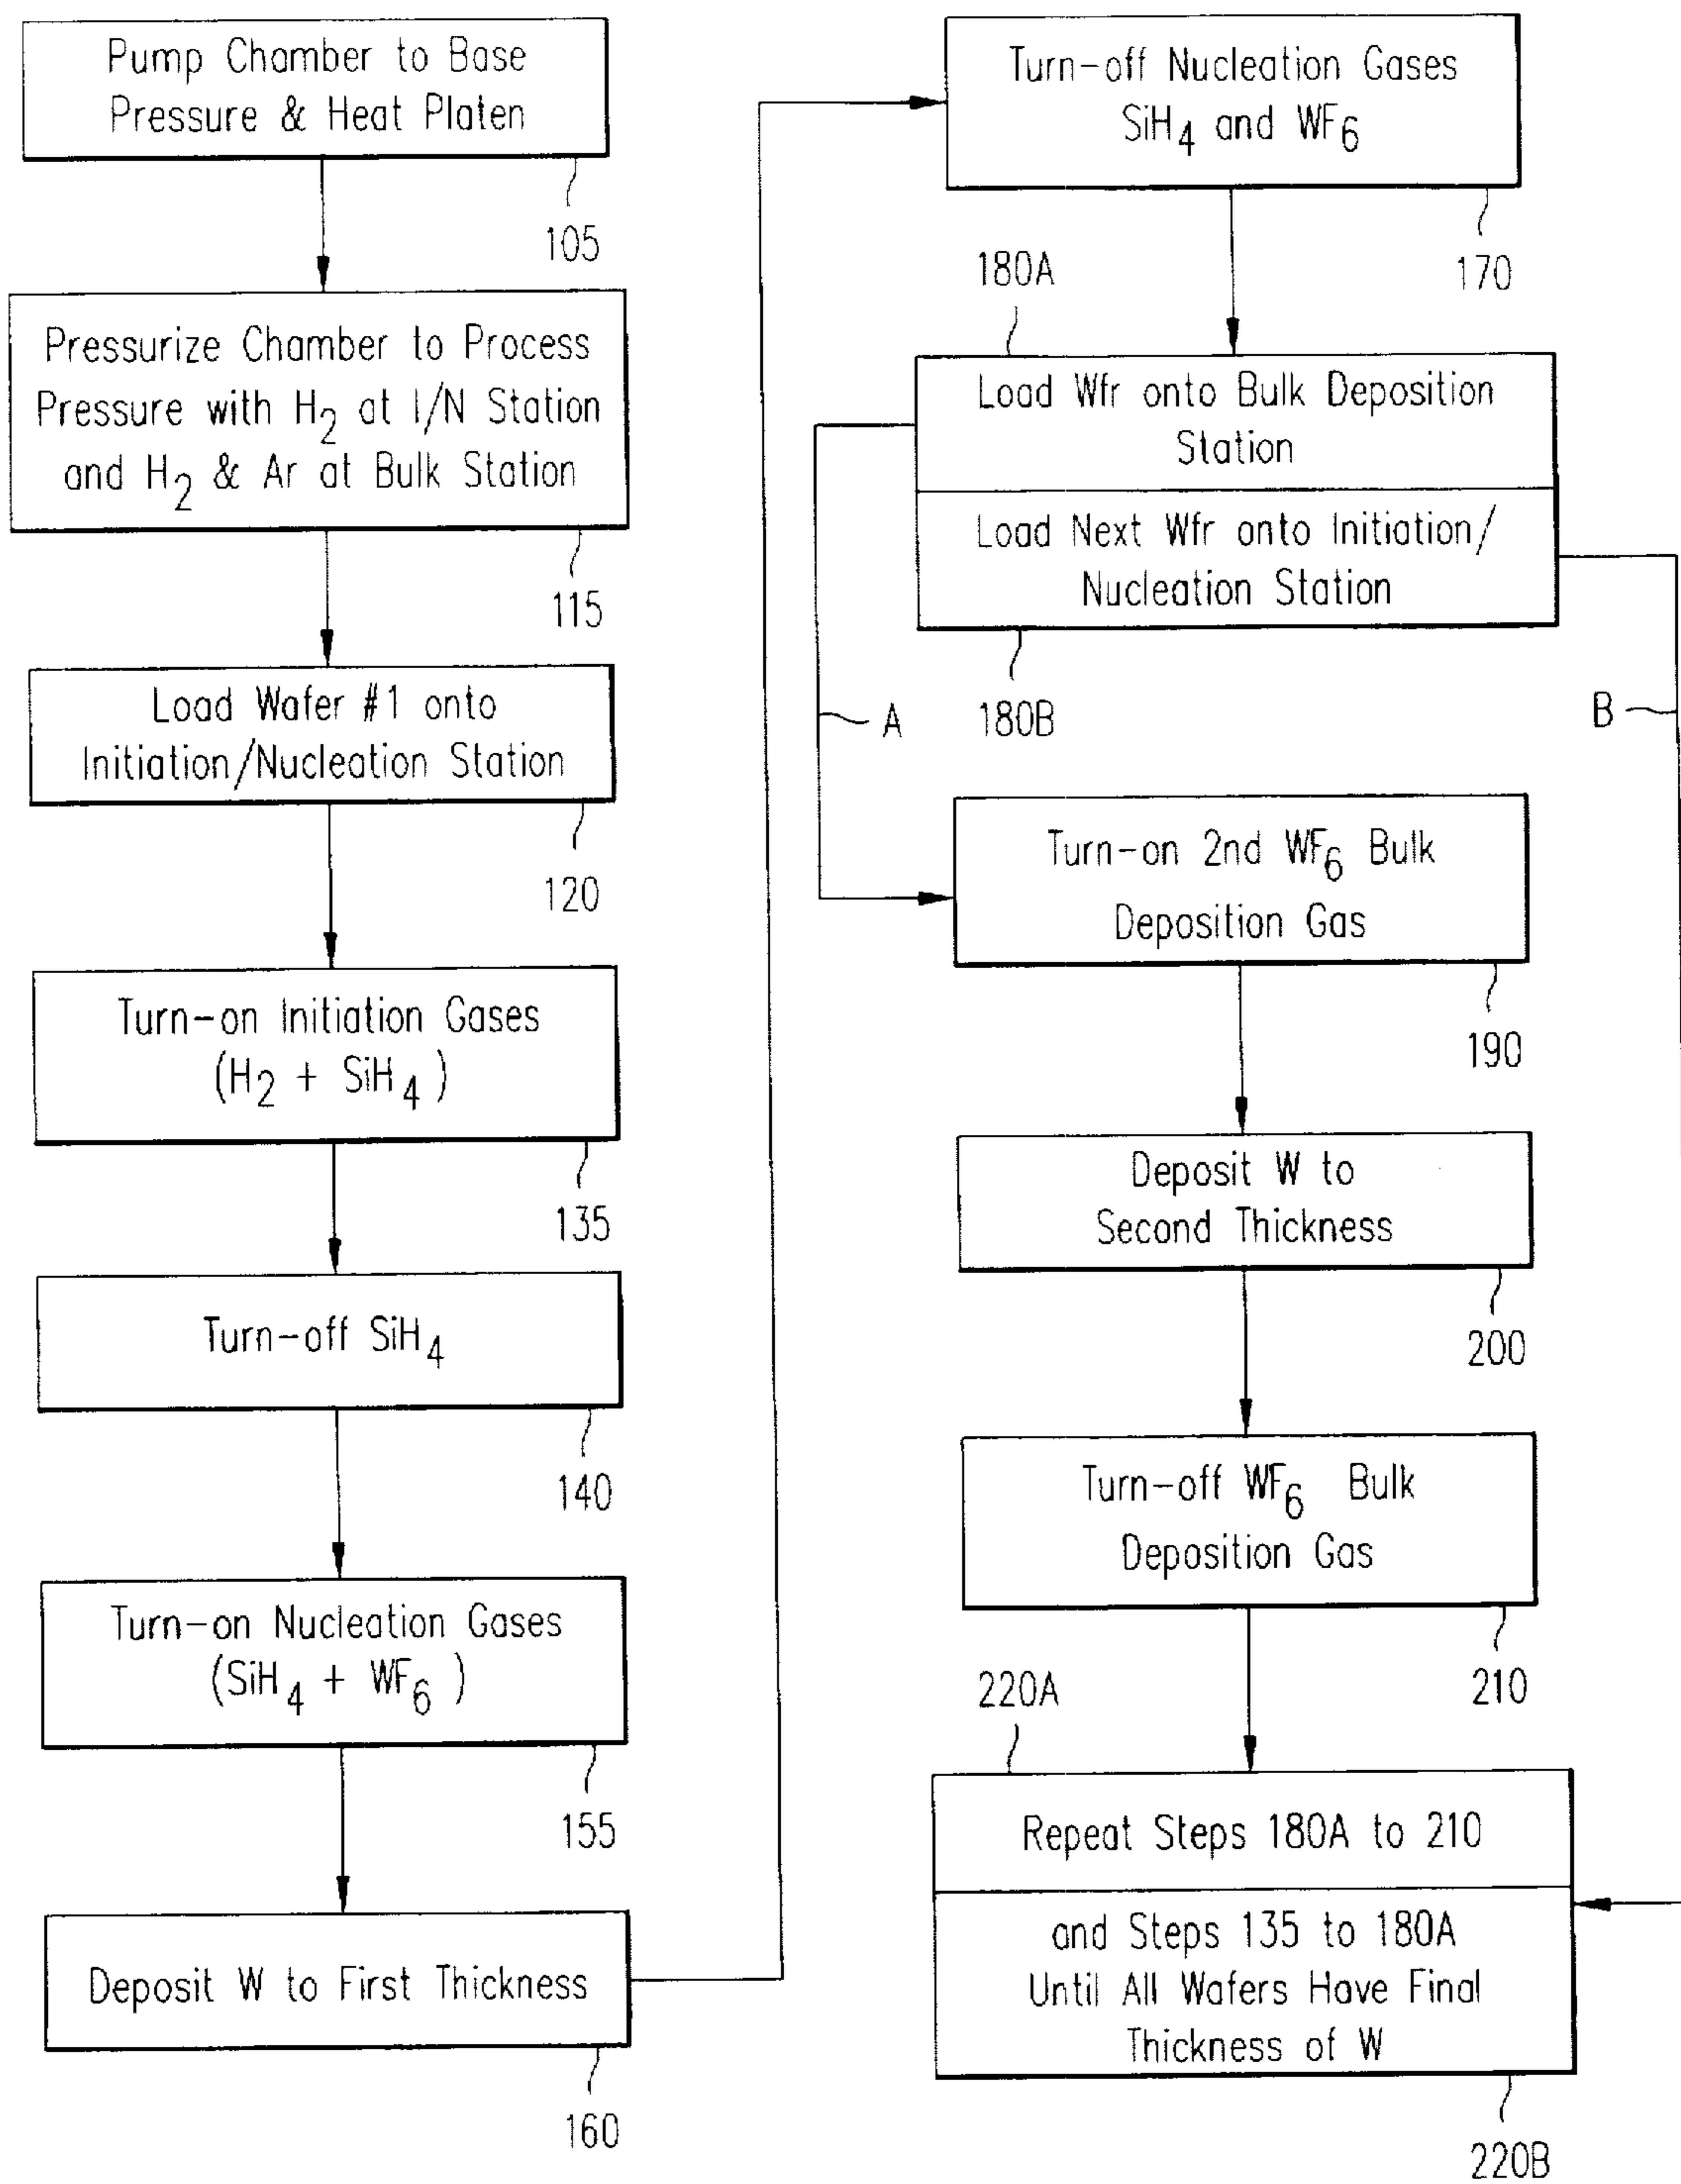 Pump Chamber to Base
Pressure & Heat Platen
105
Pressurize Chamber to Process
Pressure with H2 at I/N Station
and H2 & Ar at Bulk Station
115
Load Wafer #1 onto
Initiation/Nucleation Station
120
Turn-on Initiation Gases
(H2 + SiH4)
135
Turn-off SiH4
140
Turn-on Nucleation Gases
(SiH4 + WF6)
155
Deposit W to First Thickness
160
Turn-off Nucleation Gases
SiH4 and WF6
170
180A
Load Wfr onto Bulk Deposition
Station
Load Next Wfr onto Initiation/
Nucleation Station
180B
A
B
Turn-on 2nd WF6 Bulk
Deposition Gas
190
Deposit W to
Second Thickness
200
Turn-off WF6 Bulk
Deposition Gas
210
220A
Repeat Steps 180A to 210
and Steps 135 to 180A
Until All Wafers Have Final
Thickness of W
220B